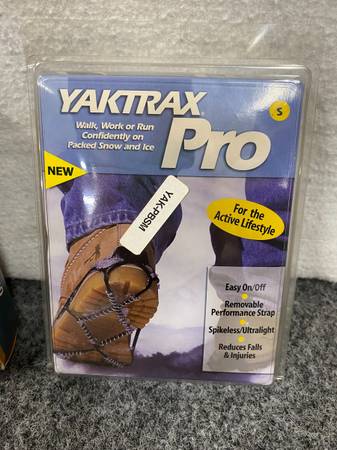 YAKTRAX®
Walk, Work or Run
Confidently on
Packed Snow and Ice
Pro
S
NEW
YAK-PBSM
For the
Active Lifestyle
Easy On/Off
Removable
Performance Strap
Spikeless/Ultralight
Reduces Falls
& Injuries